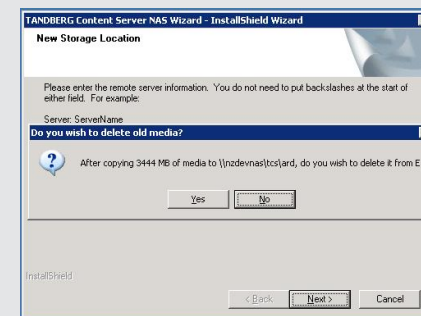 TANDBERG Content Server NAS Wizard - InstallShield Wizard
New Storage Location
Please enter the remote server information. You do not need to put backslashes at the start of
either field. For example:
Server: ServerName
Do you wish to delete old media?
After copying 3444 MB of media to \\nzdevnas\tcs\ard, do you wish to delete it from E
Yes
No
InstallShield
< Back
Next >
Cancel